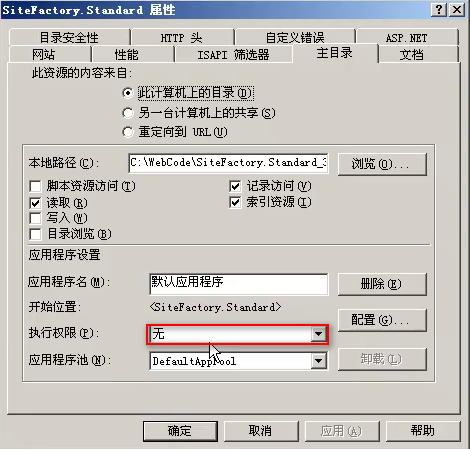 SiteFactory.Standard 属性
目录安全性 HTTP 头 自定义错误 ASP.NET
网站 性能 ISAPI 筛选器 主目录 文档
此资源的内容来自:
此计算机上的目录(D)
另一台计算机上的共享(S)
重定向到 URL(U)
本地路径(C): C:\WebCode\SiteFactory.Standard_3 浏览(O)...
脚本资源访问(T) 记录访问(V)
读取(R) 索引资源(I)
写入(W)
目录浏览(B)
应用程序设置
应用程序名(M): 默认应用程序 删除(E)
开始位置: <SiteFactory.Standard>
配置(G)...
执行权限(P): 无
应用程序池(N): DefaultAppPool 卸载(L)
确定 取消 应用(A) 帮助